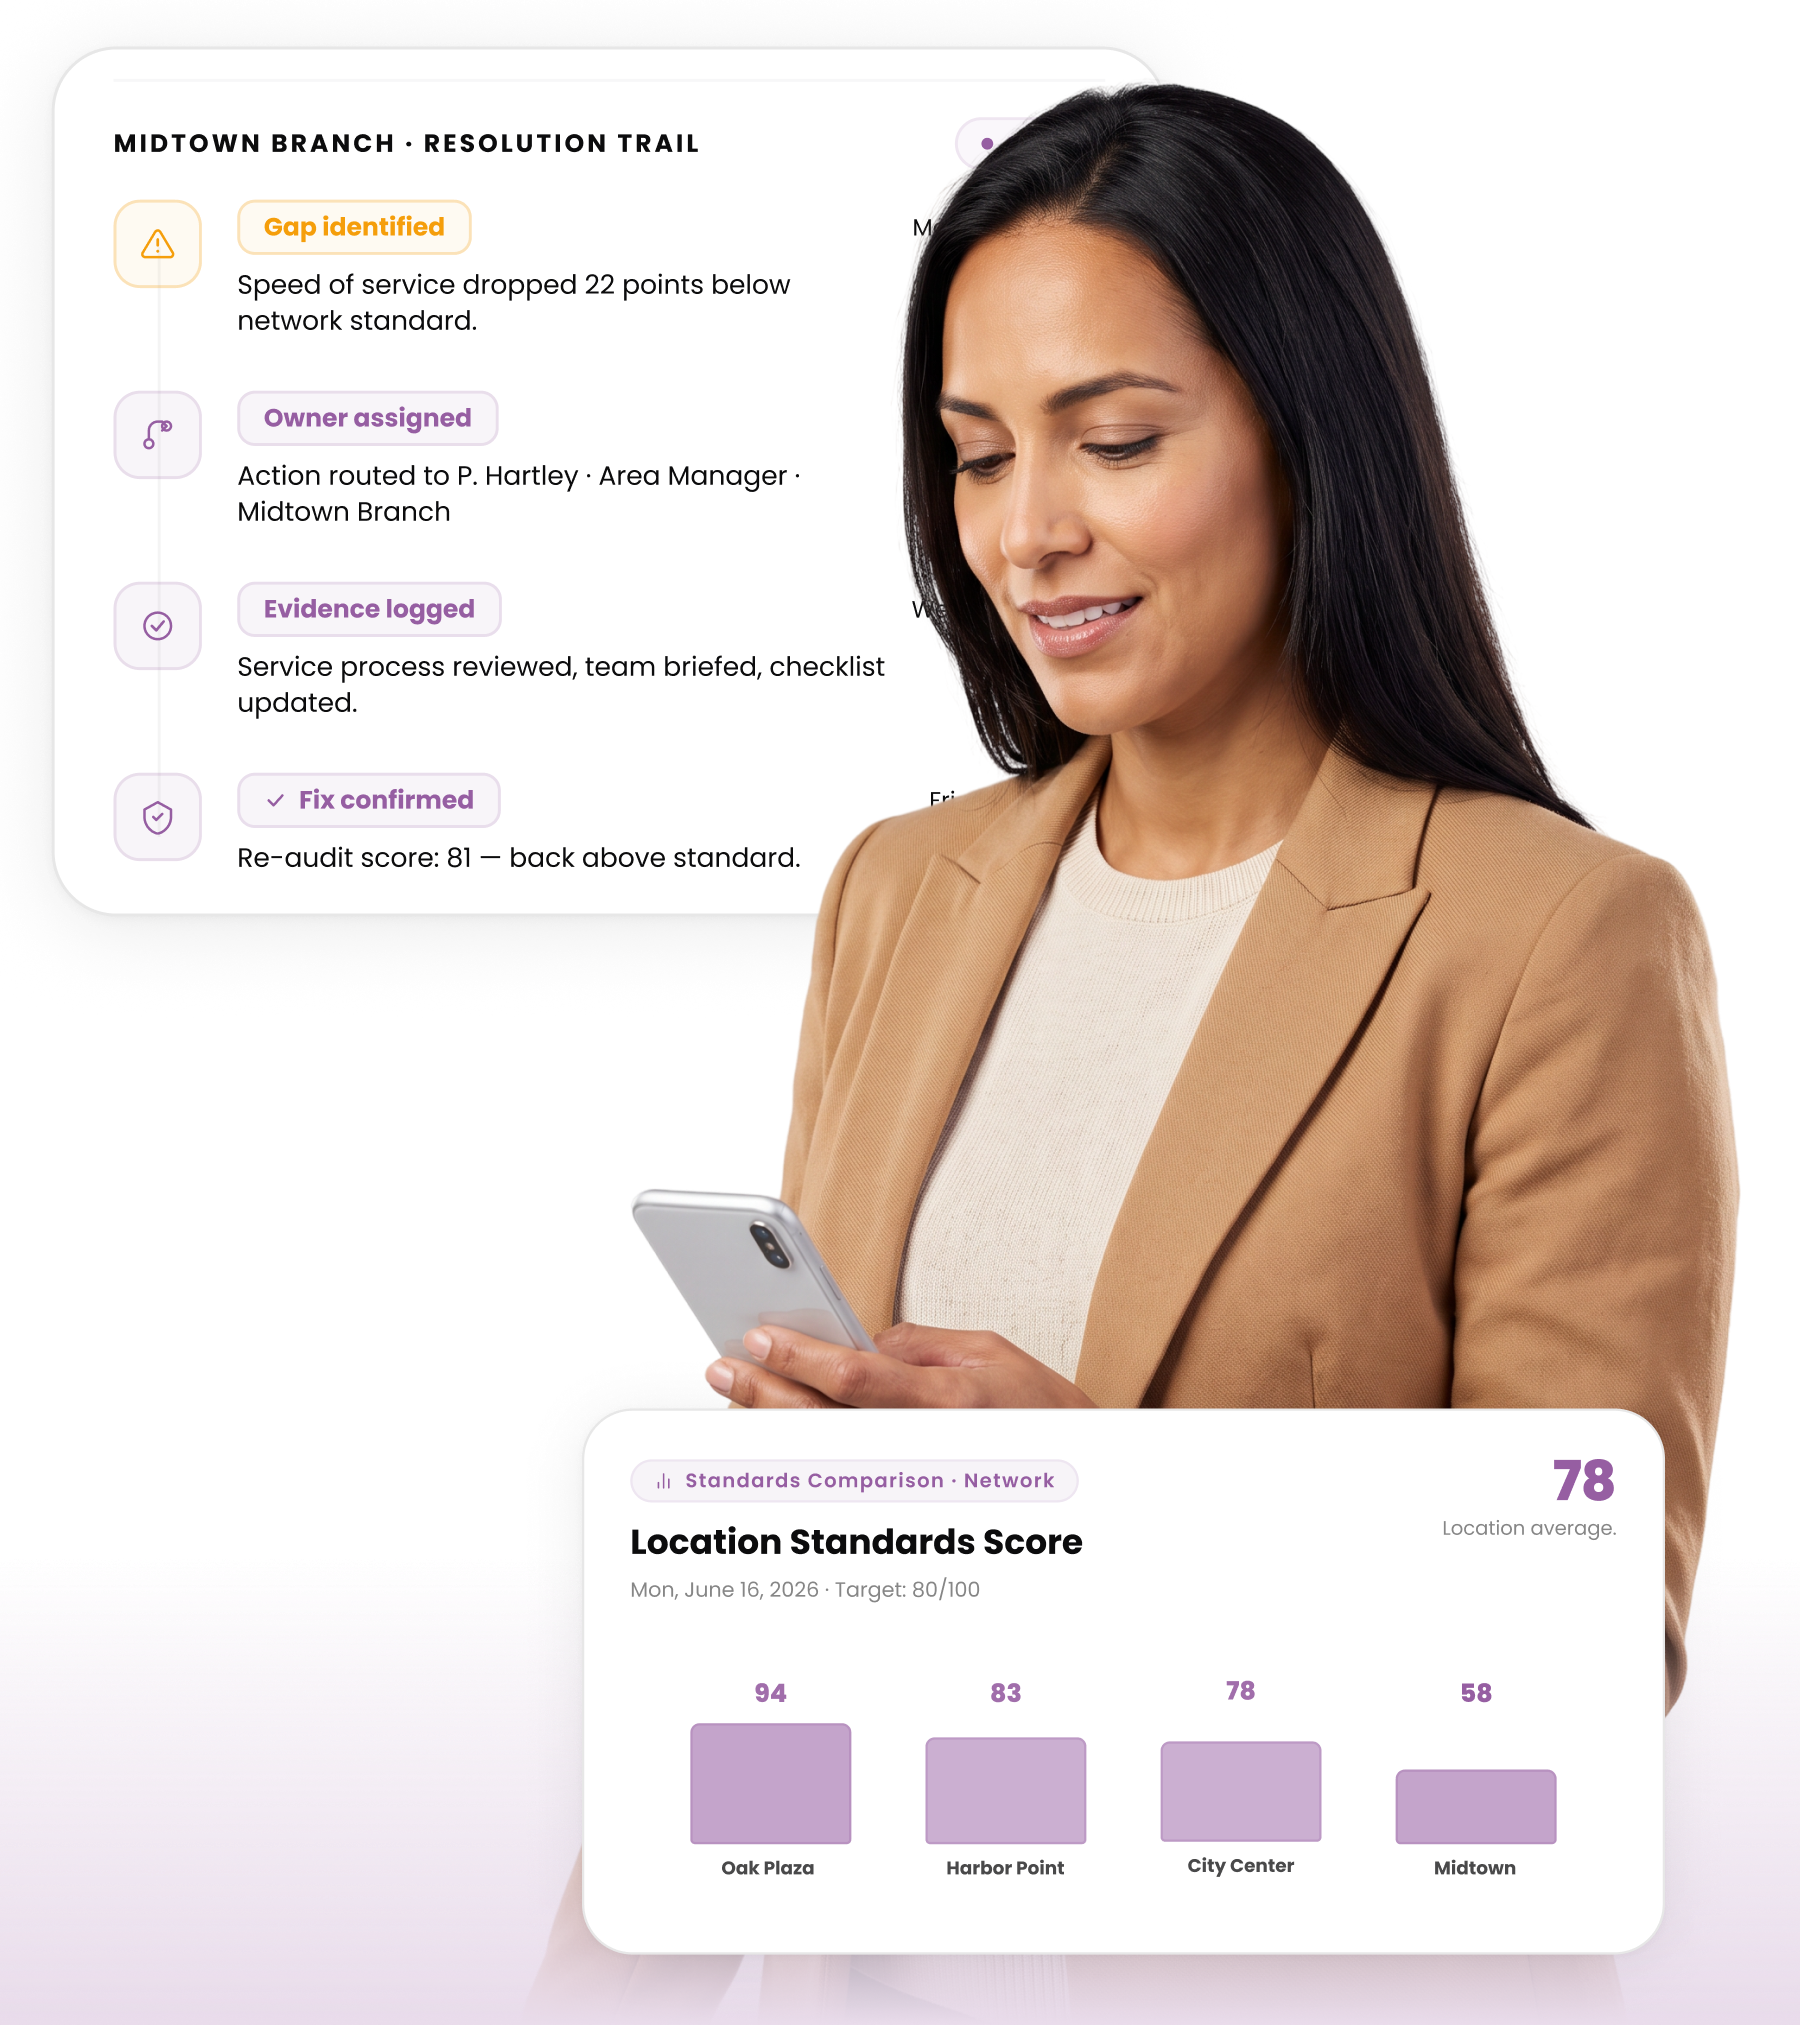 MIDTOWN BRANCH · RESOLUTION TRAIL
Gap identified
Speed of service dropped 22 points below
network standard.
Owner assigned
Action routed to P. Hartley · Area Manager ·
Midtown Branch
Evidence logged
Service process reviewed, team briefed, checklist
updated.
Fix confirmed
Fri
Re-audit score: 81 — back above standard.
Standards Comparison · Network
78
Location average.
Location Standards Score
Mon, June 16, 2026 · Target: 80/100
94
83
78
58
Oak Plaza
Harbor Point
City Center
Midtown